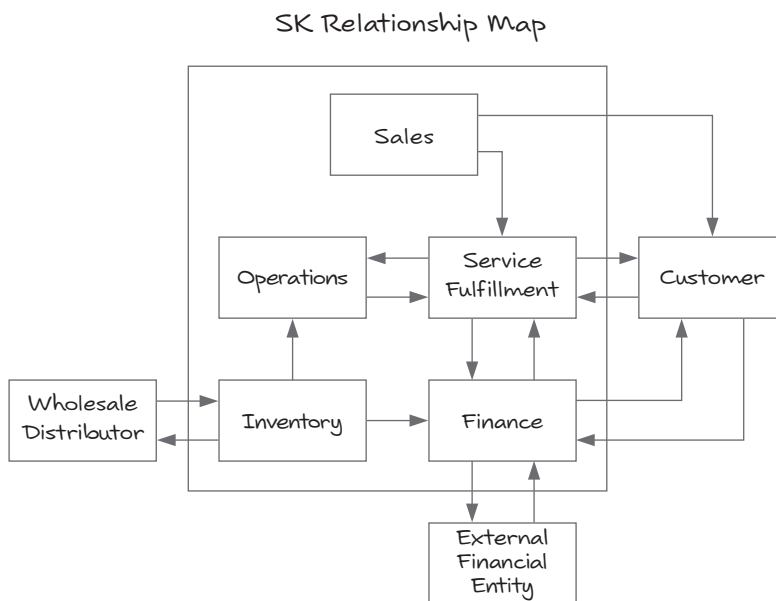 SK Relationship Map
Sales
Operations
Service
Fulfillment
Customer
Wholesale
Distributor
Inventory
Finance
External
Financial
Entity